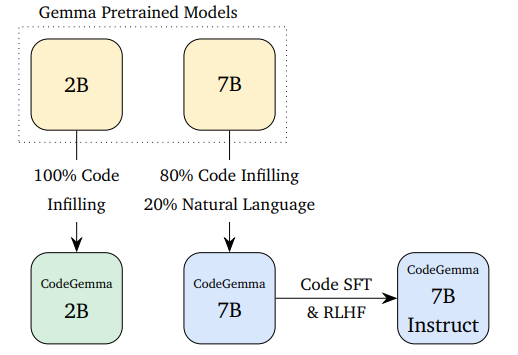 Gemma Pretrained Models
2B
7B
100% Code
Infilling
80% Code Infilling
20% Natural Language
CodeGemma
2B
CodeGemma
7B
Code SFT
& RLHF
CodeGemma
7B
Instruct